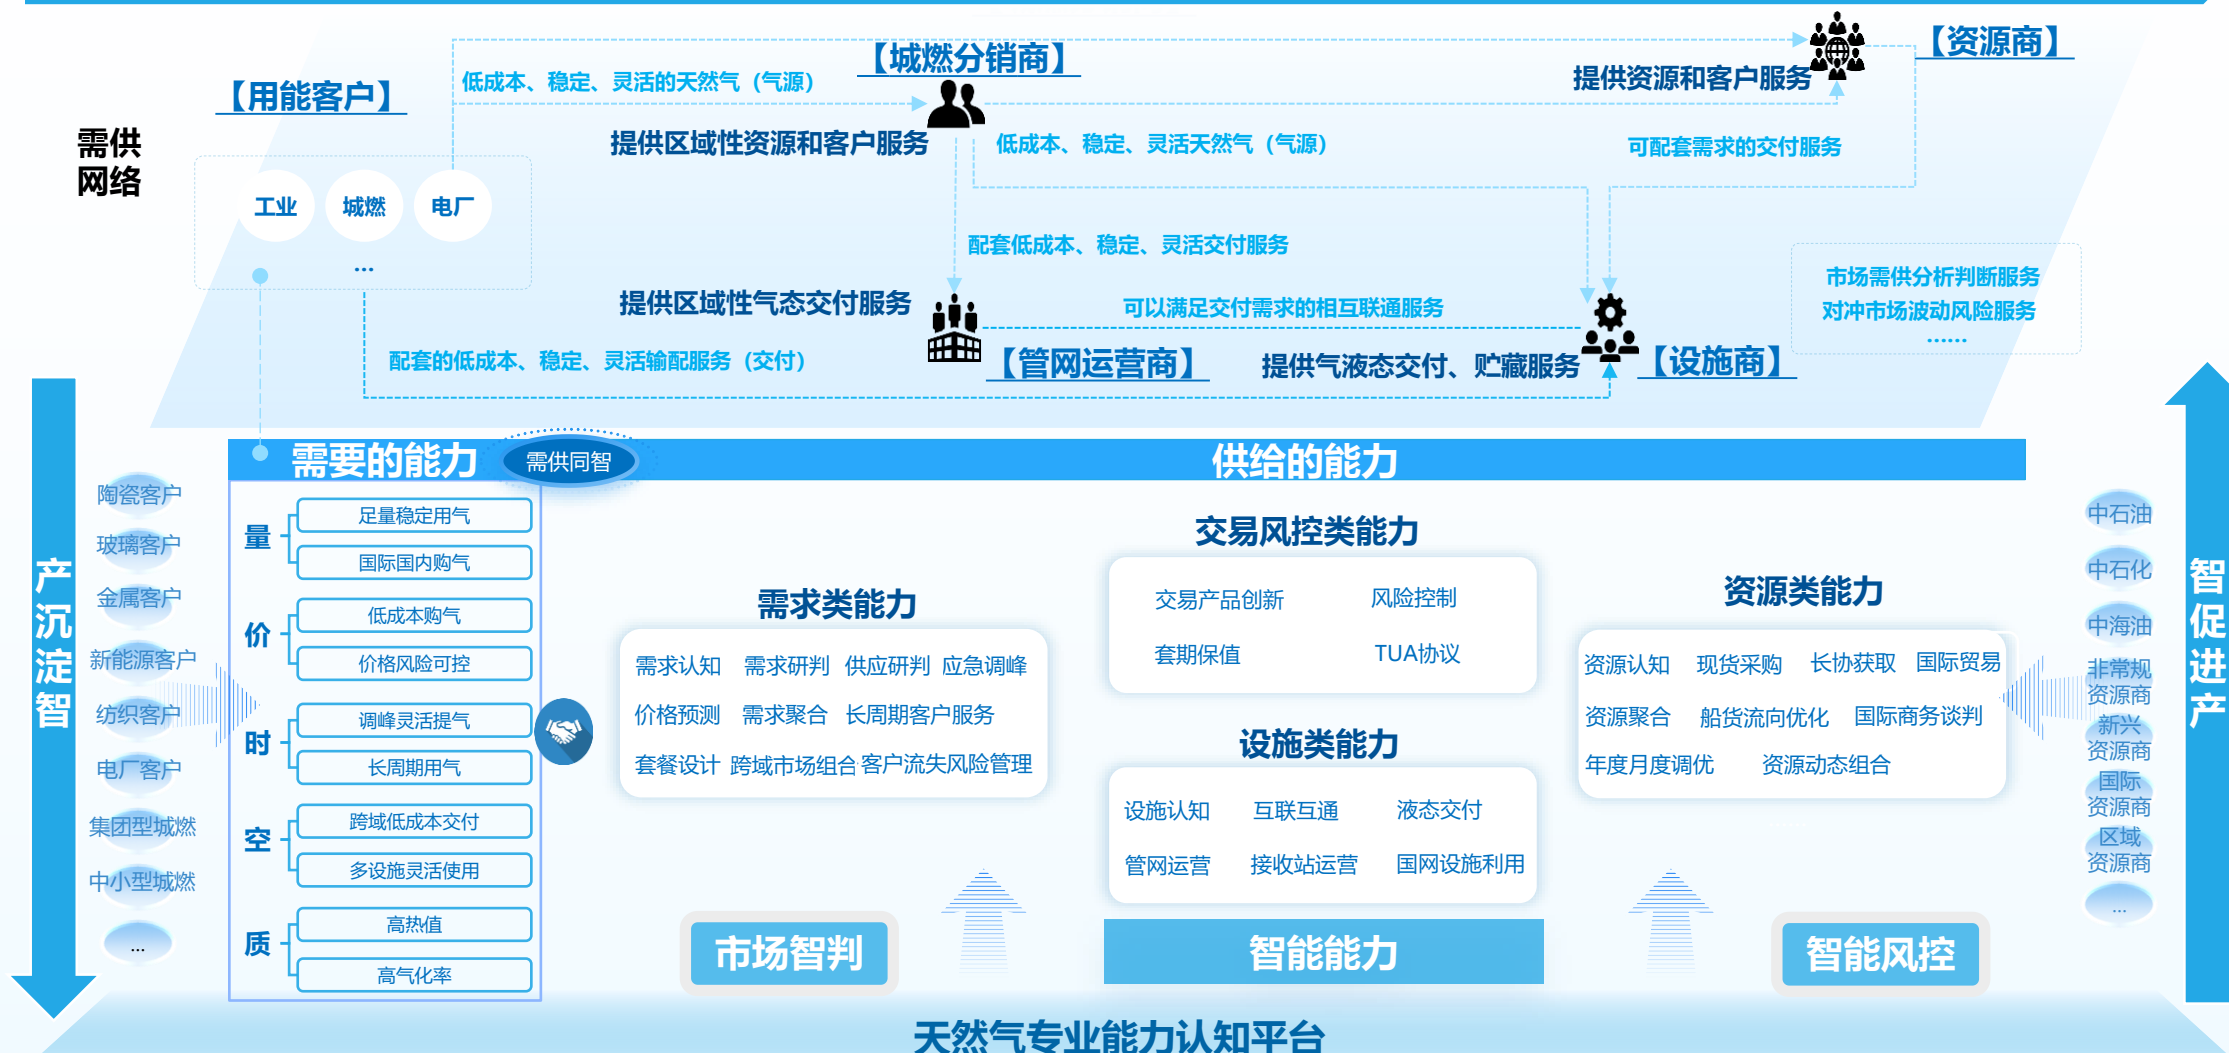 【城燃分销商】
【资源商】
低成本、稳定、灵活的天然气（气源）
提供资源和客户服务
【用能客户】
需供
网络
提供区域性资源和客户服务
低成本、稳定、灵活天然气（气源）
可配套需求的交付服务
工业
城燃
电厂
...
配套低成本、稳定、灵活交付服务
市场需供分析判断服务
对冲市场波动风险服务
......
提供区域性气态交付服务
可以满足交付需求的相互联通服务
配套的低成本、稳定、灵活输配服务（交付）
【管网运营商】
提供气液态交付、贮藏服务
【设施商】
需要的能力
需供同智
供给的能力
产沉淀智
陶瓷客户
玻璃客户
金属客户
新能源客户
纺织客户
电厂客户
集团型城燃
中小型城燃
...
量
足量稳定用气
国际国内购气
价
低成本购气
价格风险可控
时
调峰灵活提气
长周期用气
空
跨域低成本交付
多设施灵活使用
质
高热值
高气化率
需求类能力
需求认知 需求研判 供应研判 应急调峰
价格预测 需求聚合 长周期客户服务
套餐设计 跨域市场组合 客户流失风险管理
交易风控类能力
交易产品创新 风险控制
套期保值 TUA协议
设施类能力
设施认知 互联互通 液态交付
管网运营 接收站运营 国网设施利用
资源类能力
资源认知 现货采购 长协获取 国际贸易
资源聚合 船货流向优化 国际商务谈判
年度月度调优 资源动态组合
中石油
中石化
中海油
非常规
资源商
新兴
资源商
国际
资源商
区域
资源商
...
智促进产
市场智判
智能能力
智能风控
天然气专业能力认知平台